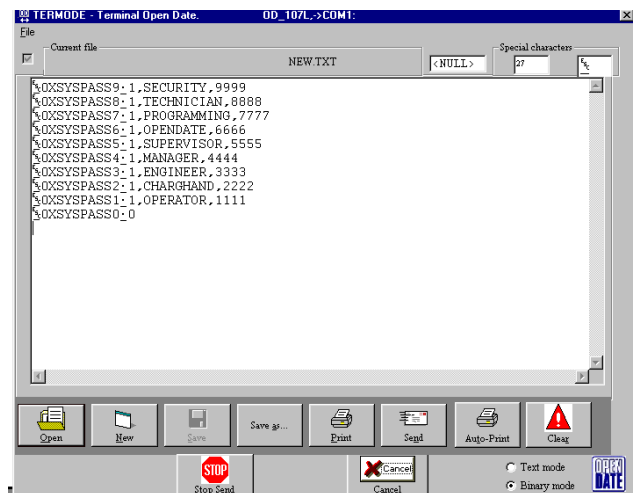 TERMODE - Terminal Open Date. OD_107L,->COM1:
File
Current file
NEW.TXT
<NULL>
Special characters
27
␛
␛0XSYSPASS9·1,SECURITY,9999
␛0XSYSPASS8·1,TECHNICIAN,8888
␛0XSYSPASS7·1,PROGRAMMING,7777
␛0XSYSPASS6·1,OPENDATE,6666
␛0XSYSPASS5·1,SUPERVISOR,5555
␛0XSYSPASS4·1,MANAGER,4444
␛0XSYSPASS3·1,ENGINEER,3333
␛0XSYSPASS2·1,CHARGHAND,2222
␛0XSYSPASS1·1,OPERATOR,1111
␛0XSYSPASS0·0
Open New Save Save as... Print Send Auto-Print Clear
STOP
Stop Send
Cancel
Cancel
Text mode
Binary mode
OPEN
DATE